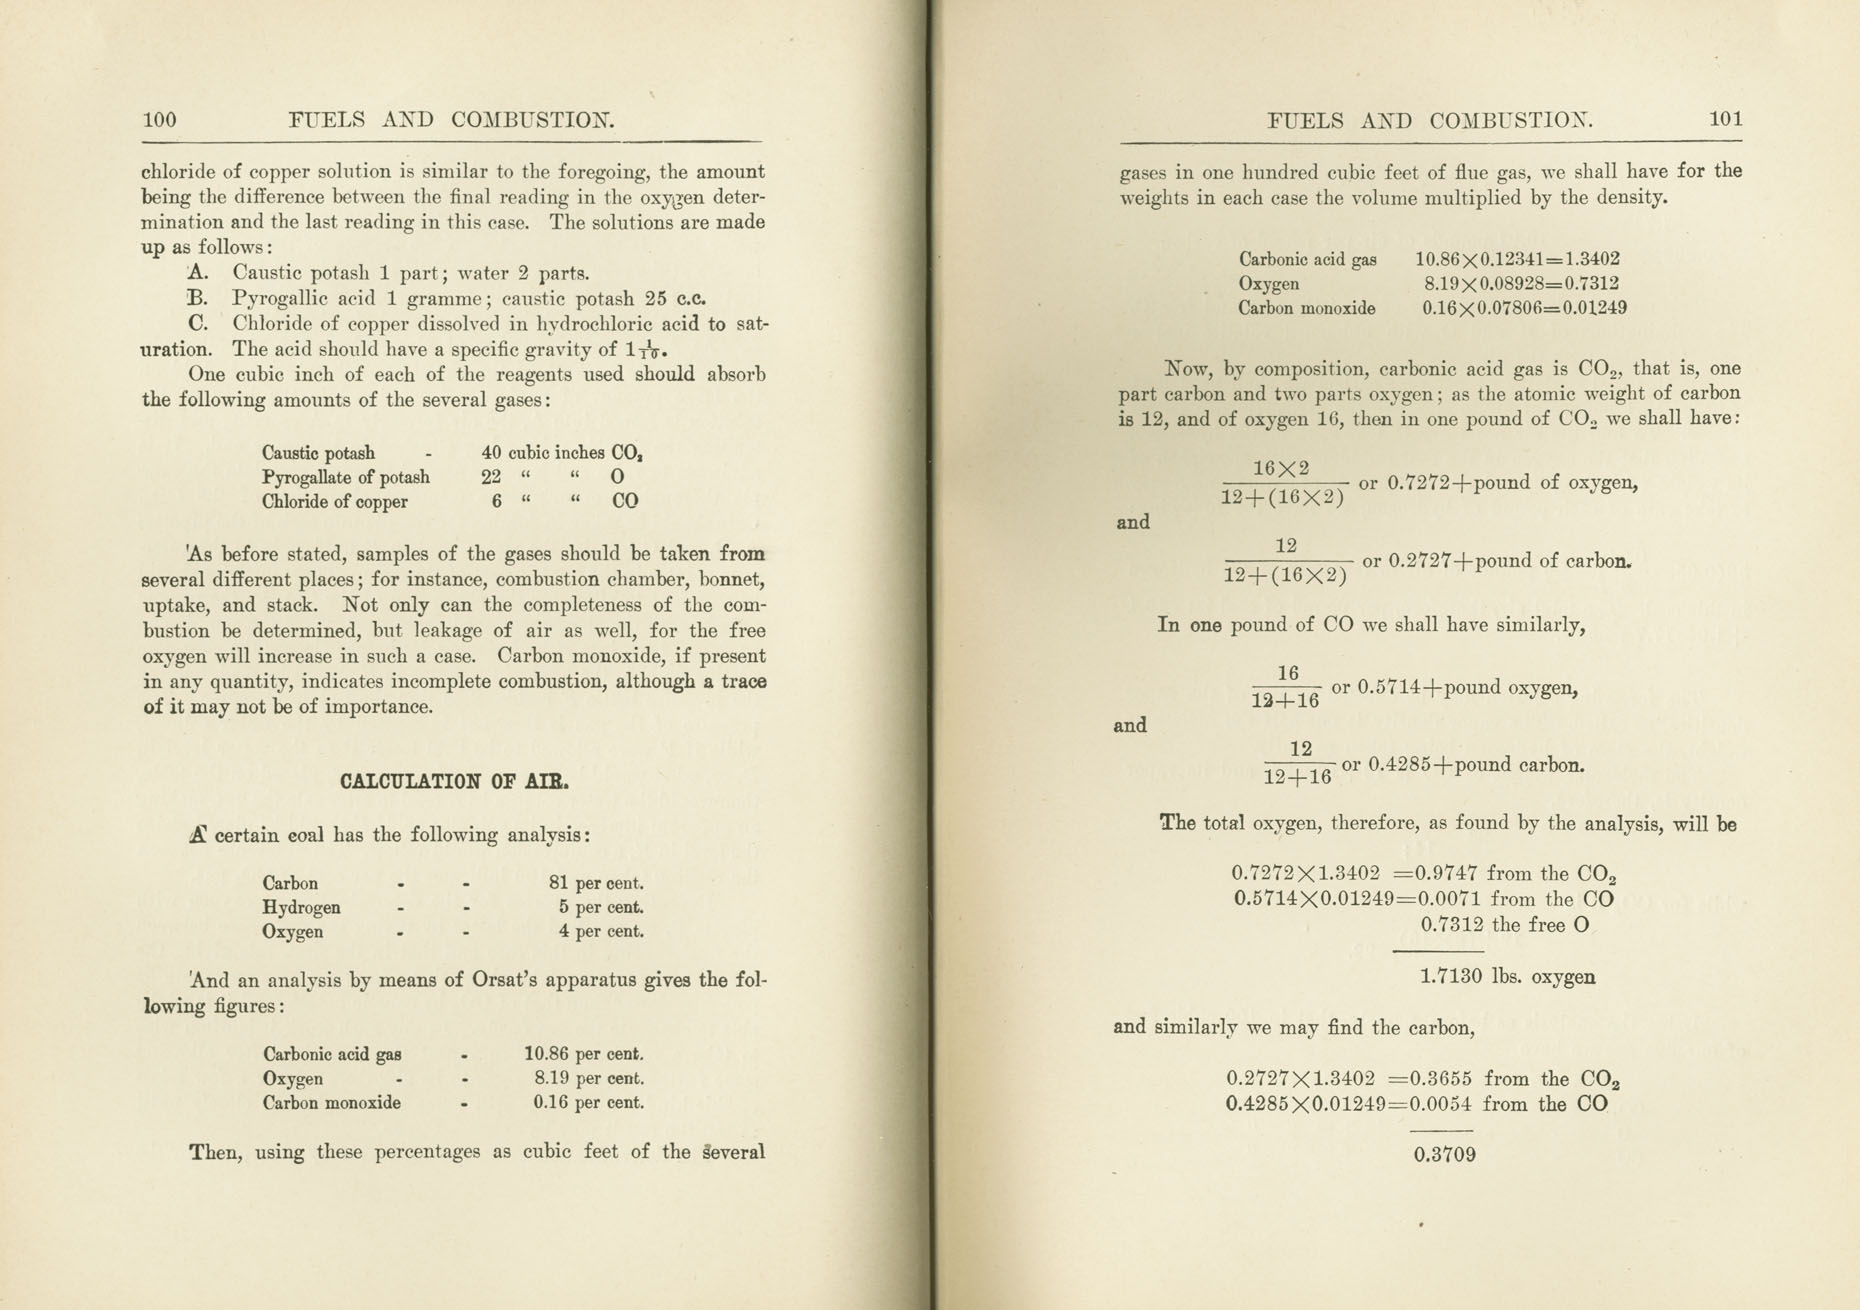 100 FUELS AND COMBUSTION.
chloride of copper solution is similar to the foregoing, the amount
being the difference between the final reading in the oxygen deter-
mination and the last reading in this case. The solutions are made
up as follows:
A. Caustic potash 1 part; water 2 parts.
B. Pyrogallic acid 1 gramme; caustic potash 25 c.c.
C. Chloride of copper dissolved in hydrochloric acid to sat-
uration. The acid should have a specific gravity of 1 1/10.
One cubic inch of each of the reagents used should absorb
the following amounts of the several gases:
Caustic potash - 40 cubic inches CO₂
Pyrogallate of potash 22 “ “ O
Chloride of copper 6 “ “ CO
As before stated, samples of the gases should be taken from
several different places; for instance, combustion chamber, bonnet,
uptake, and stack. Not only can the completeness of the com-
bustion be determined, but leakage of air as well, for the free
oxygen will increase in such a case. Carbon monoxide, if present
in any quantity, indicates incomplete combustion, although a trace
of it may not be of importance.
CALCULATION OF AIR.
A certain coal has the following analysis:
Carbon - - 81 per cent.
Hydrogen - - 5 per cent.
Oxygen - - 4 per cent.
And an analysis by means of Orsat's apparatus gives the fol-
lowing figures:
Carbonic acid gas - 10.86 per cent.
Oxygen - - 8.19 per cent.
Carbon monoxide - 0.16 per cent.
Then, using these percentages as cubic feet of the several
FUELS AND COMBUSTION. 101
gases in one hundred cubic feet of flue gas, we shall have for the
weights in each case the volume multiplied by the density.
Carbonic acid gas 10.86×0.12341=1.3402
Oxygen 8.19×0.08928=0.7312
Carbon monoxide 0.16×0.07806=0.01249
Now, by composition, carbonic acid gas is CO₂, that is, one
part carbon and two parts oxygen; as the atomic weight of carbon
is 12, and of oxygen 16, then in one pound of CO₂ we shall have:
16×2
12+(16×2) or 0.7272+pound of oxygen,
and
12
12+(16×2) or 0.2727+pound of carbon.
In one pound of CO we shall have similarly,
16
12+16 or 0.5714+pound oxygen,
and
12
12+16 or 0.4285+pound carbon.
The total oxygen, therefore, as found by the analysis, will be
0.7272×1.3402 =0.9747 from the CO₂
0.5714×0.01249=0.0071 from the CO
0.7312 the free O
1.7130 lbs. oxygen
and similarly we may find the carbon,
0.2727×1.3402 =0.3655 from the CO₂
0.4285×0.01249=0.0054 from the CO
0.3709